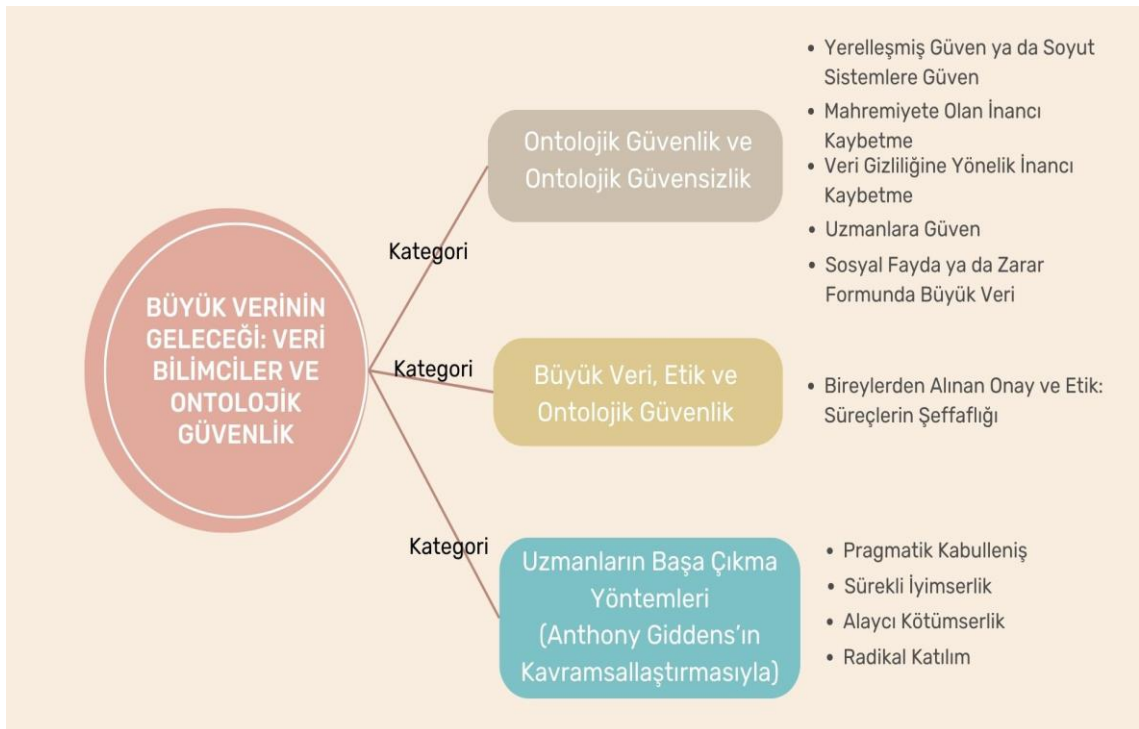 BÜYÜK VERİNİN
GELECEĞİ: VERİ
BİLİMCİLER VE
ONTOLOJİK
GÜVENLİK
Kategori
Ontolojik Güvenlik ve
Ontolojik Güvensizlik
• Yerelleşmiş Güven ya da Soyut
Sistemlere Güven
• Mahremiyete Olan İnancı
Kaybetme
• Veri Gizliliğine Yönelik İnancı
Kaybetme
• Uzmanlara Güven
• Sosyal Fayda ya da Zarar
Formunda Büyük Veri
Kategori
Büyük Veri, Etik ve
Ontolojik Güvenlik
• Bireylerden Alınan Onay ve Etik:
Süreçlerin Şeffaflığı
Kategori
Uzmanların Başa Çıkma
Yöntemleri
(Anthony Giddens’ın
Kavramsallaştırmasıyla)
• Pragmatik Kabulleniş
• Sürekli İyimserlik
• Alaycı Kötümserlik
• Radikal Katılım